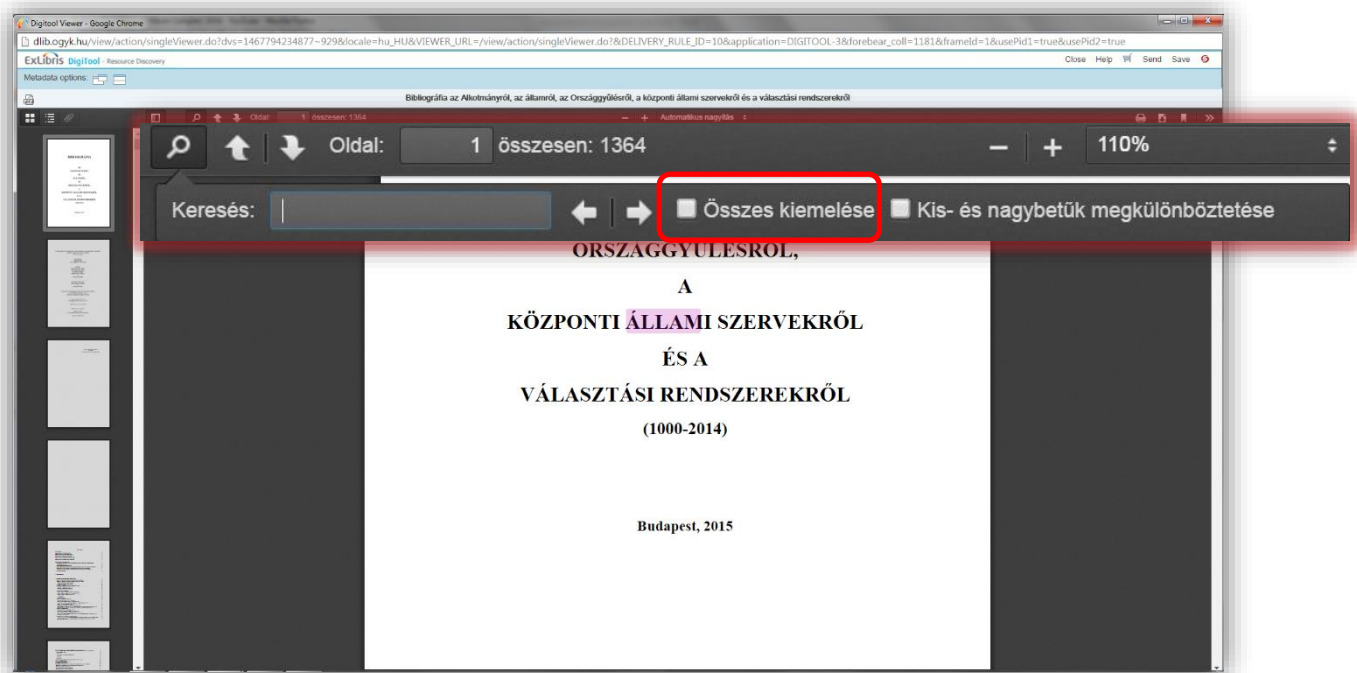 Digitool Viewer - Google Chrome
dlib.ogyk.hu/view/action/singleViewer.do?dvs=1467794234877~929&locale=hu_HU&VIEWER_URL=/view/action/singleViewer.do?&DELIVERY_RULE_ID=10&application=DIGITOOL-3&forebear_coll=1181&frameId=1&usePid1=true&usePid2=true
ExLibris DigiTool - Resource Discovery
Close Help Send Save
Metadata options:
Bibliográfia az Alkotmányról, az államról, az Országgyűlésről, a központi állami szervekről és a választási rendszerekről
Oldal: 1 összesen: 1364 Automatikus nagyítás
Oldal: 1 összesen: 1364 110%
Keresés: Összes kiemelése Kis- és nagybetűk megkülönböztetése
ORSZÁGGYŰLÉSRŐL,
A
KÖZPONTI ÁLLAMI SZERVEKRŐL
ÉS A
VÁLASZTÁSI RENDSZEREKRŐL
(1000-2014)
Budapest, 2015